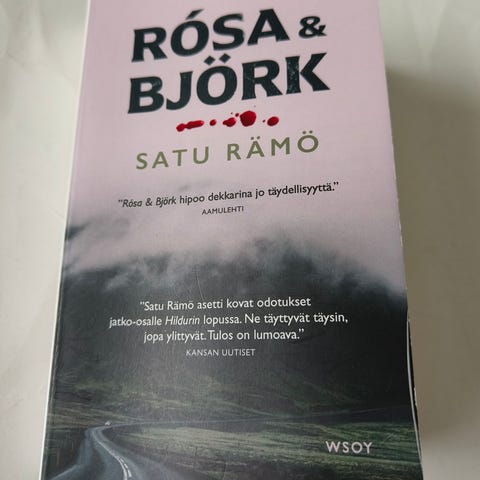 RÓSA &
BJÖRK
SATU RÄMÖ
"Rósa & Björk hipoo dekkarina jo täydellisyyttä."
AAMULEHTI
"Satu Rämö asetti kovat odotukset
jatko-osalle Hildurin lopussa. Ne täyttyvät täysin,
jopa ylittyvät. Tulos on lumoava."
KANSAN UUTISET
WSOY